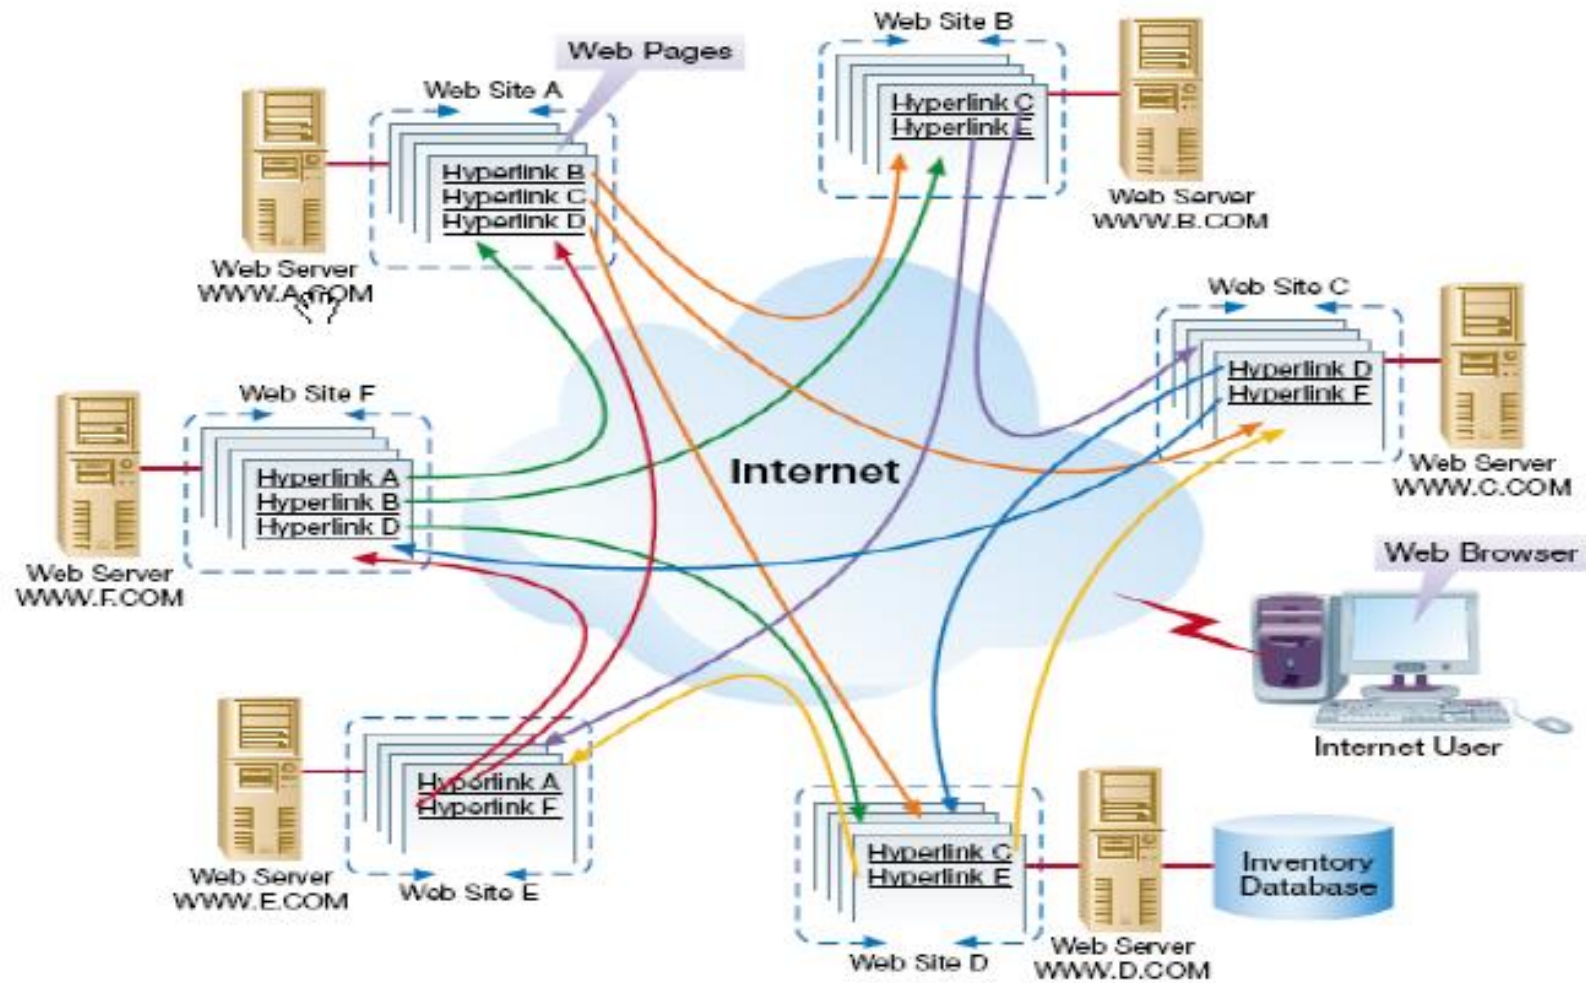 Web Site B
Web Pages
Web Site A
Hyperlink C
Hyperlink E
Hyperlink B
Hyperlink C
Hyperlink D
Web Server
WWW.B.COM
Web Server
WWW.A.COM
Web Site C
Hyperlink D
Hyperlink F
Web Site F
Internet
Web Server
WWW.C.COM
Hyperlink A
Hyperlink B
Hyperlink D
Web Browser
Web Server
WWW.F.COM
Internet User
Hyperlink A
Hyperlink F
Web Server
WWW.E.COM
Web Site E
Hyperlink C
Hyperlink E
Inventory
Database
Web Site D
Web Server
WWW.D.COM